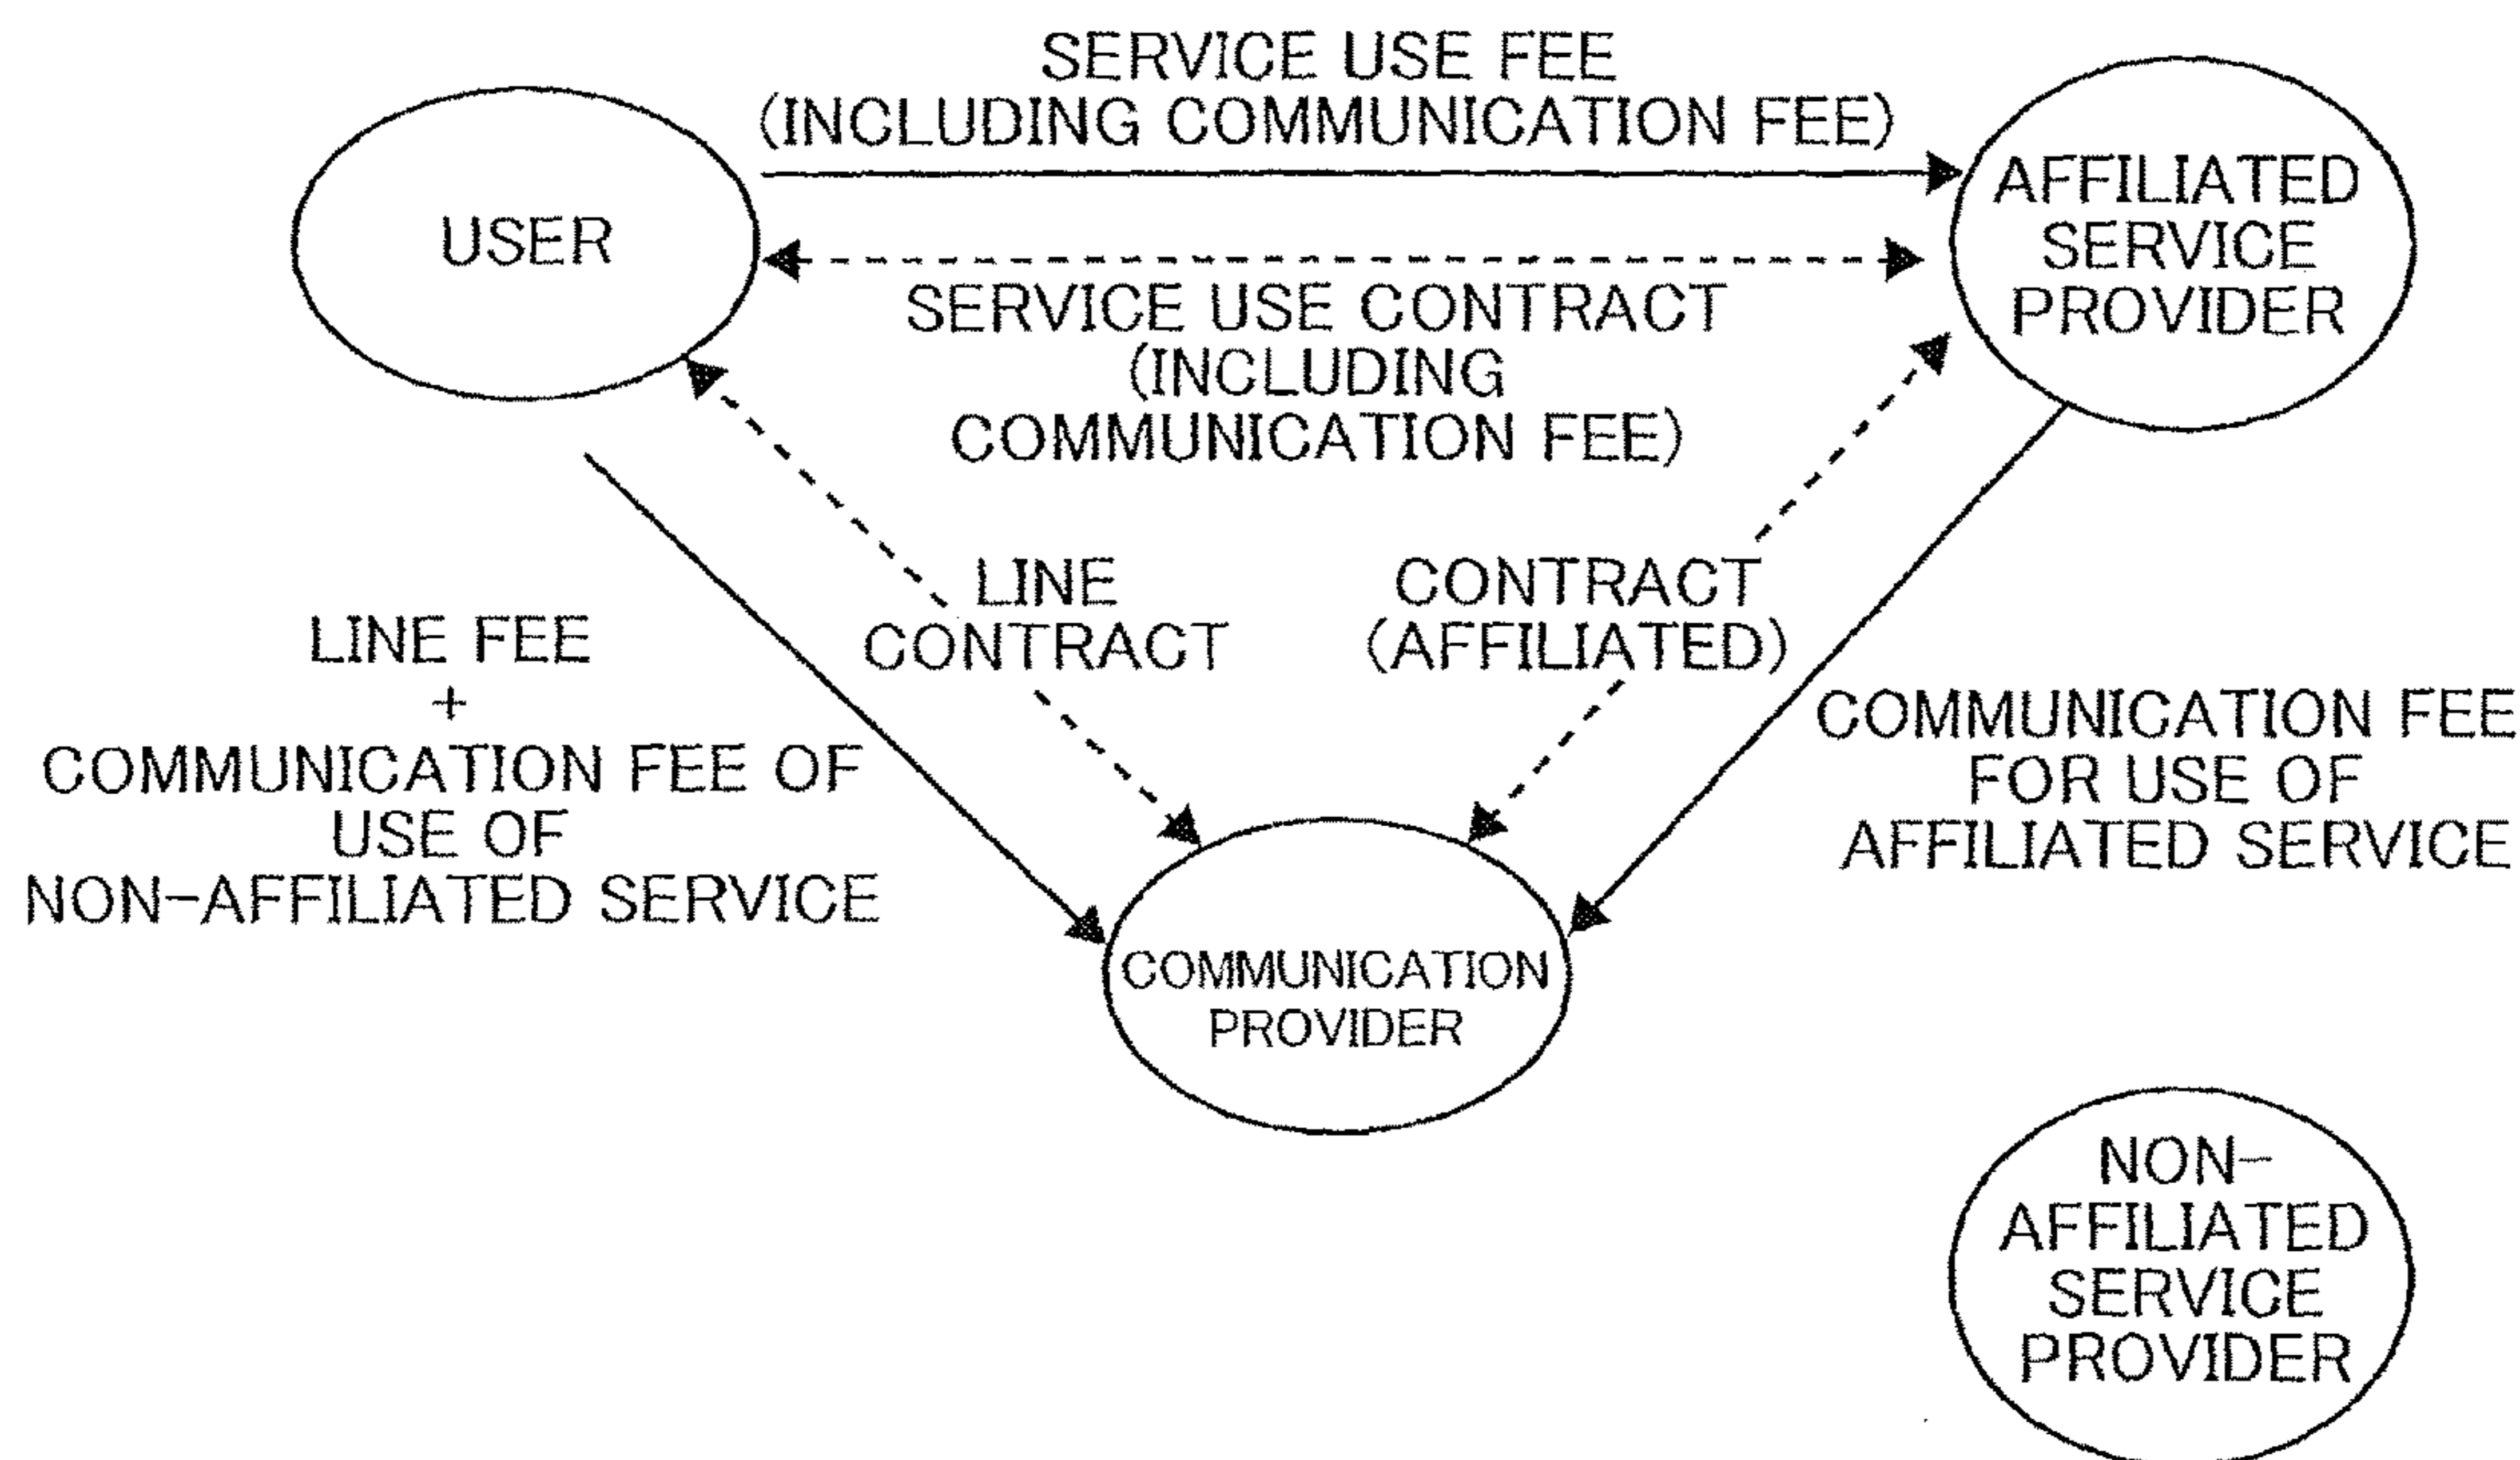 SERVICE USE FEE
(INCLUDING COMMUNICATION FEE)
USER
AFFILIATED
SERVICE
PROVIDER
SERVICE USE CONTRACT
(INCLUDING
COMMUNICATION FEE)
LINE
CONTRACT
CONTRACT
(AFFILIATED)
LINE FEE
+
COMMUNICATION FEE OF
USE OF
NON-AFFILIATED SERVICE
COMMUNICATION FEE
FOR USE OF
AFFILIATED SERVICE
COMMUNICATION
PROVIDER
NON-
AFFILIATED
SERVICE
PROVIDER